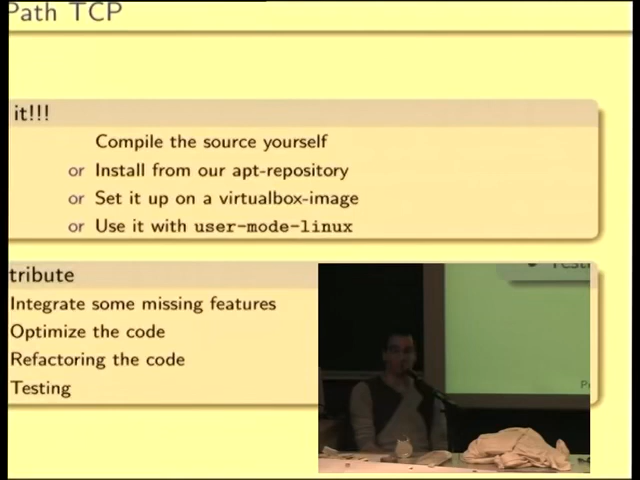 Path TCP
it!!!
Compile the source yourself
or Install from our apt-repository
or Set it up on a virtualbox-image
or Use it with user-mode-linux
tribute
Integrate some missing features
Optimize the code
Refactoring the code
Testing